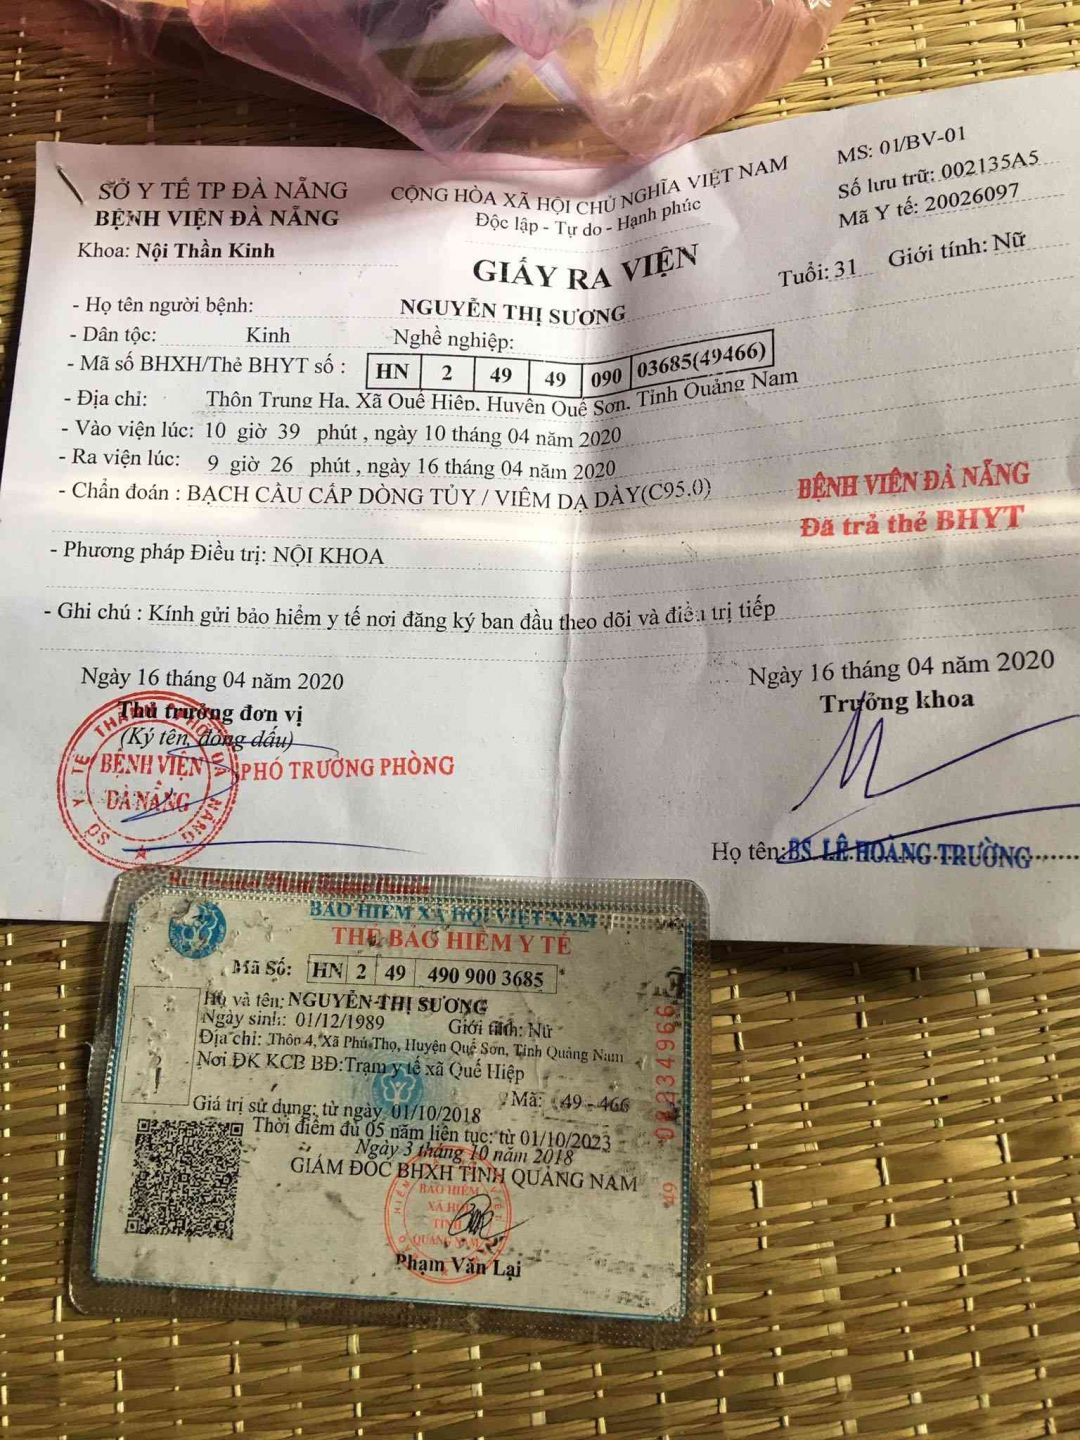 SỞ Y TẾ TP ĐÀ NẴNG
BỆNH VIỆN ĐÀ NẴNG
Khoa: Nội Thần Kinh
CỘNG HÒA XÃ HỘI CHỦ NGHĨA VIỆT NAM
Độc lập - Tự do - Hạnh phúc
MS: 01/BV-01
Số lưu trữ: 002135A5
Mã Y tế: 20026097
GIẤY RA VIỆN
- Họ tên người bệnh: NGUYỄN THỊ SƯƠNG Tuổi: 31 Giới tính: Nữ
- Dân tộc: Kinh Nghề nghiệp:
- Mã số BHXH/Thẻ BHYT số : HN 2 49 49 090 03685(49466)
- Địa chỉ: Thôn Trung Hạ, Xã Quế Hiệp, Huyện Quế Sơn, Tỉnh Quảng Nam
- Vào viện lúc: 10 giờ 39 phút , ngày 10 tháng 04 năm 2020
- Ra viện lúc: 9 giờ 26 phút , ngày 16 tháng 04 năm 2020
- Chẩn đoán : BẠCH CẦU CẤP DÒNG TỦY / VIÊM DẠ DÀY(C95.0)
BỆNH VIỆN ĐÀ NẴNG
Đã trả thẻ BHYT
- Phương pháp Điều trị: NỘI KHOA
- Ghi chú : Kính gửi bảo hiểm y tế nơi đăng ký ban đầu theo dõi và điều trị tiếp
Ngày 16 tháng 04 năm 2020
Thủ trưởng đơn vị
(Ký tên, đóng dấu)
PHÓ TRƯỞNG PHÒNG
SỞ Y TẾ THÀNH PHỐ ĐÀ NẴNG
BỆNH VIỆN
ĐÀ NẴNG
Ngày 16 tháng 04 năm 2020
Trưởng khoa
Họ tên: BS. LÊ HOÀNG TRƯỜNG
BẢO HIỂM XÃ HỘI VIỆT NAM
THẺ BẢO HIỂM Y TẾ
Mã Số: HN 2 49 490 900 3685
Họ và tên: NGUYỄN THỊ SƯƠNG
Ngày sinh: 01/12/1989 Giới tính: Nữ
Địa chỉ: Thôn 4, Xã Phú Thọ, Huyện Quế Sơn, Tỉnh Quảng Nam
Nơi ĐK KCB BĐ: Trạm y tế xã Quế Hiệp
Mã: 49 - 466
Giá trị sử dụng: từ ngày 01/10/2018
Thời điểm đủ 05 năm liên tục: từ 01/10/2023
Ngày 3 tháng 10 năm 2018
GIÁM ĐỐC BHXH TỈNH QUẢNG NAM
BẢO HIỂM
XÃ HỘI
TỈNH
QUẢNG NAM
Phạm Văn Lại